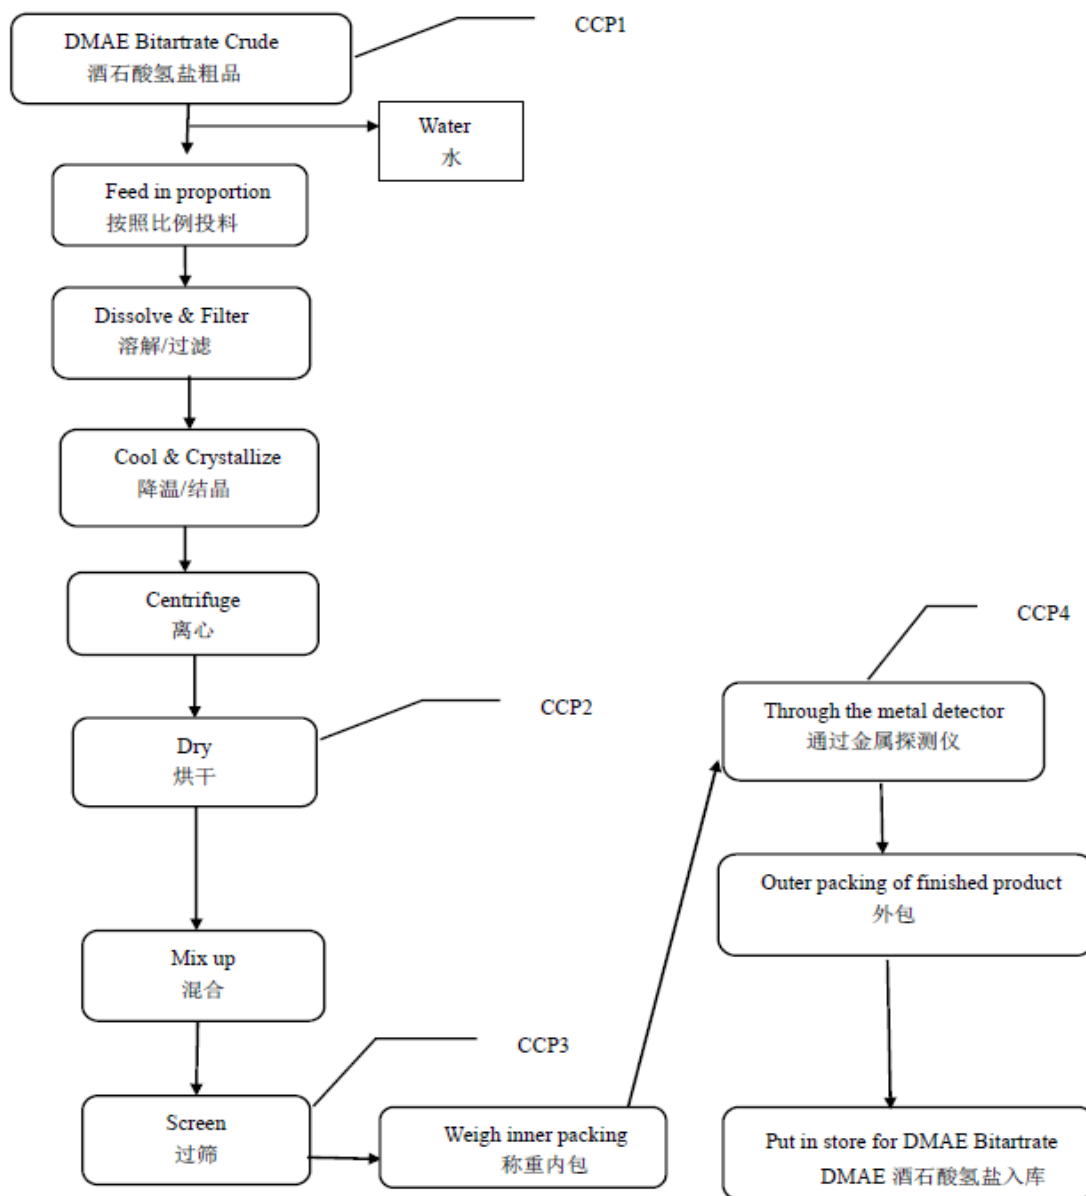 CCP1
DMAE Bitartrate Crude
酒石酸氢盐粗品
Water
水
Feed in proportion
按照比例投料
Dissolve & Filter
溶解/过滤
Cool & Crystallize
降温/结晶
Centrifuge
离心
CCP2
Dry
烘干
Mix up
混合
CCP3
Screen
过筛
Weigh inner packing
称重内包
CCP4
Through the metal detector
通过金属探测仪
Outer packing of finished product
外包
Put in store for DMAE Bitartrate
DMAE 酒石酸氢盐入库